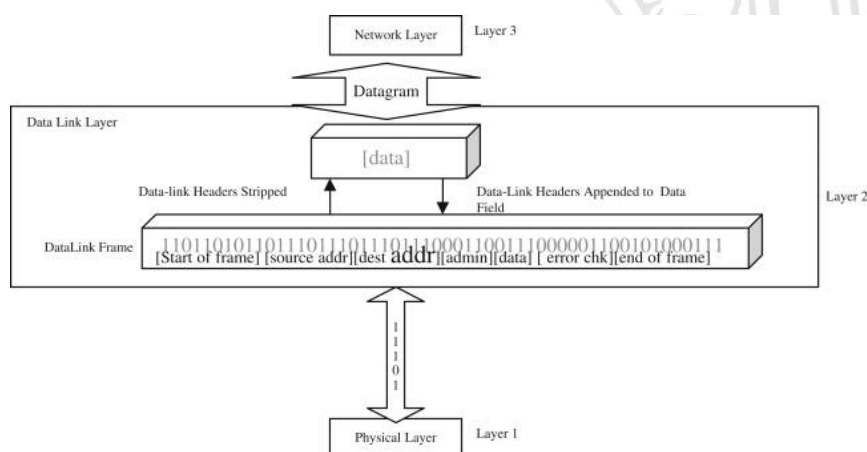 Network Layer
Layer 3
Datagram
Data Link Layer
[data]
Data-link Headers Stripped
Data-Link Headers Appended to Data
Field
Layer 2
DataLink Frame
[Start of frame] [source addr][dest addr][admin][data] [ error chk][end of frame]
1
1
1
1
0
1
Physical Layer
Layer 1